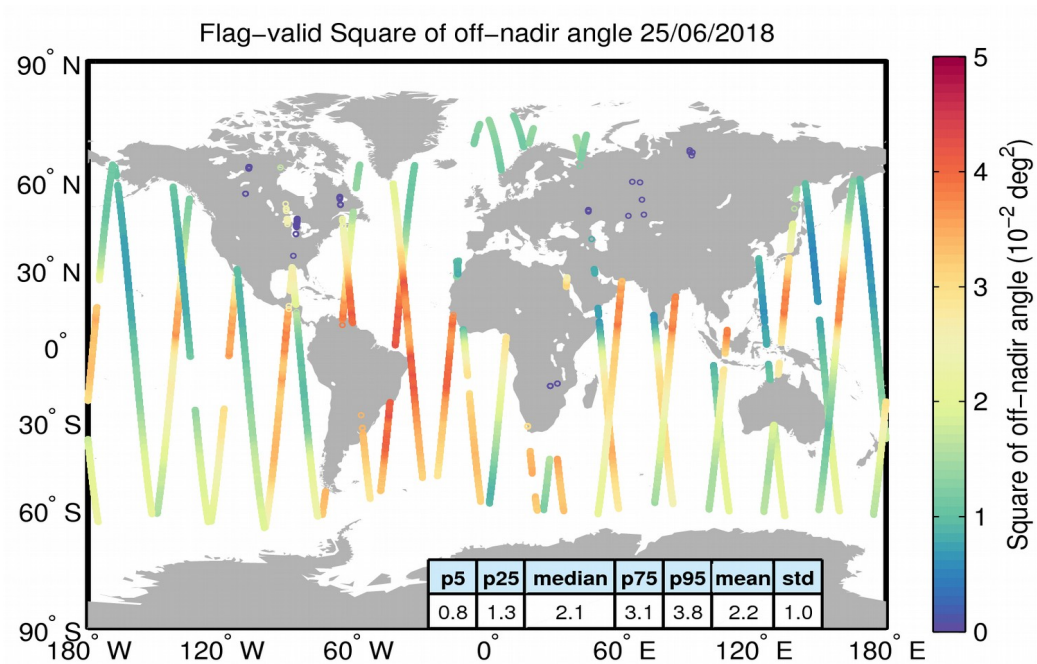 Flag−valid Square of off−nadir angle 25/06/2018
90° N
60° N
30° N
0°
30° S
60° S
90° S
180° W
120° W
60° W
0°
60° E
120° E
180° E
p5 p25 median p75 p95 mean std
0.8 1.3 2.1 3.1 3.8 2.2 1.0
5
4
3
2
1
0
Square of off−nadir angle (10⁻² deg²)